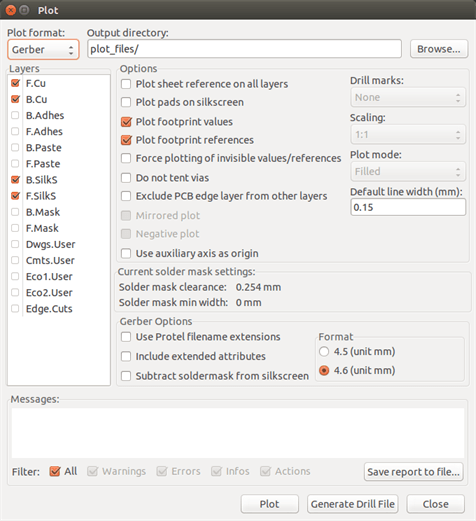 Plot
Plot format:
Output directory:
Gerber
plot_files/
Browse...
Layers
F.Cu
B.Cu
B.Adhes
F.Adhes
B.Paste
F.Paste
B.SilkS
F.SilkS
B.Mask
F.Mask
Dwgs.User
Cmts.User
Eco1.User
Eco2.User
Edge.Cuts
Options
Plot sheet reference on all layers
Plot pads on silkscreen
Plot footprint values
Plot footprint references
Force plotting of invisible values/references
Do not tent vias
Exclude PCB edge layer from other layers
Mirrored plot
Negative plot
Use auxiliary axis as origin
Drill marks:
None
Scaling:
1:1
Plot mode:
Filled
Default line width (mm):
0.15
Current solder mask settings:
Solder mask clearance: 0.254 mm
Solder mask min width: 0 mm
Gerber Options
Use Protel filename extensions
Include extended attributes
Subtract soldermask from silkscreen
Format
4.5 (unit mm)
4.6 (unit mm)
Messages:
Filter: All Warnings Errors Infos Actions
Save report to file...
Plot
Generate Drill File
Close